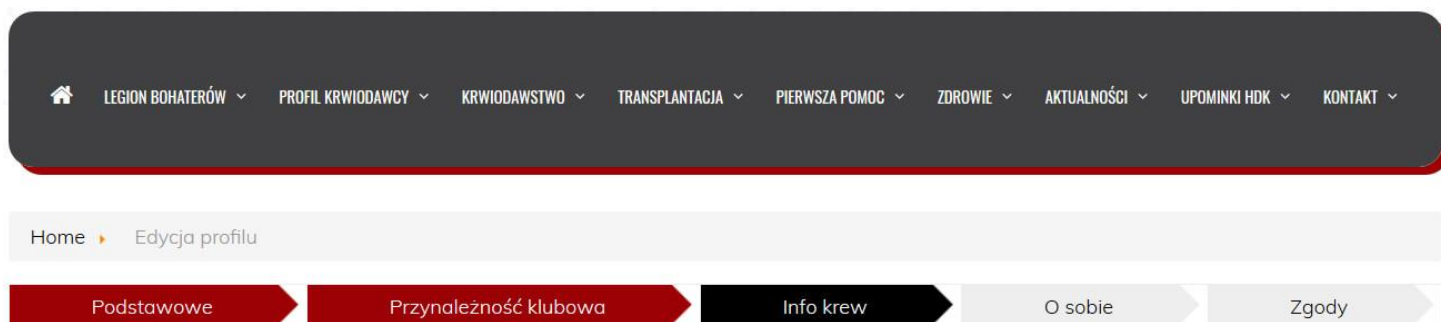 LEGION BOHATERÓW PROFIL KRWIODAWCY KRWIODAWSTWO TRANSPLANTACJA PIERWSZA POMOC ZDROWIE AKTUALNOŚCI UPOMINKI HDK KONTAKT
Home Edycja profilu
Podstawowe Przynależność klubowa Info krew O sobie Zgody